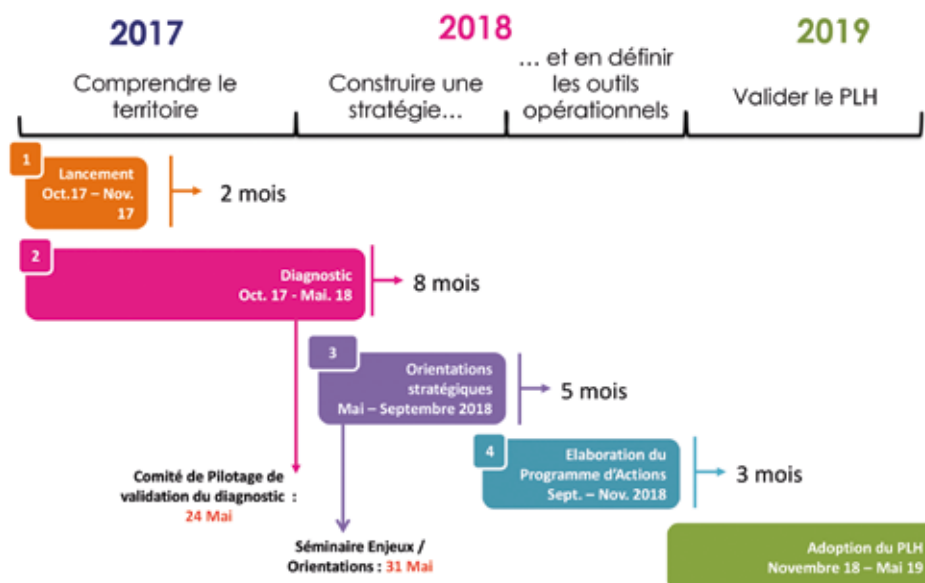 2017
2018
2019
Comprendre le
territoire
Construire une
stratégie...
... et en définir
les outils
opérationnels
Valider le PLH
1
Lancement
Oct.17 – Nov.
17
2 mois
2
Diagnostic
Oct. 17 - Mai. 18
8 mois
3
Orientations
stratégiques
Mai – Septembre 2018
5 mois
4
Elaboration du
Programme d'Actions
Sept. – Nov. 2018
3 mois
Comité de Pilotage de
validation du diagnostic :
24 Mai
Séminaire Enjeux /
Orientations : 31 Mai
Adoption du PLH
Novembre 18 – Mai 19